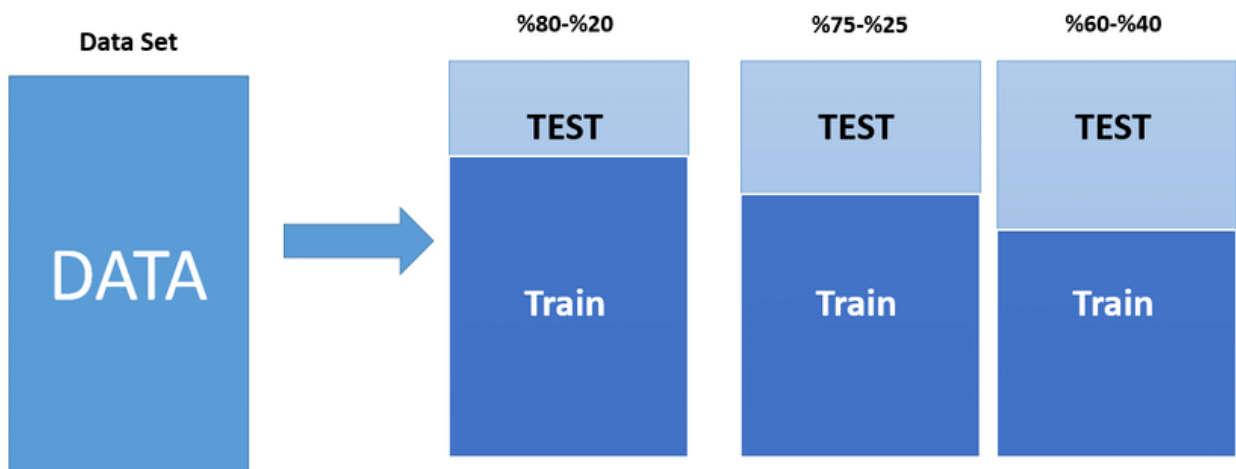 Data Set
DATA
%80-%20
TEST
Train
%75-%25
TEST
Train
%60-%40
TEST
Train